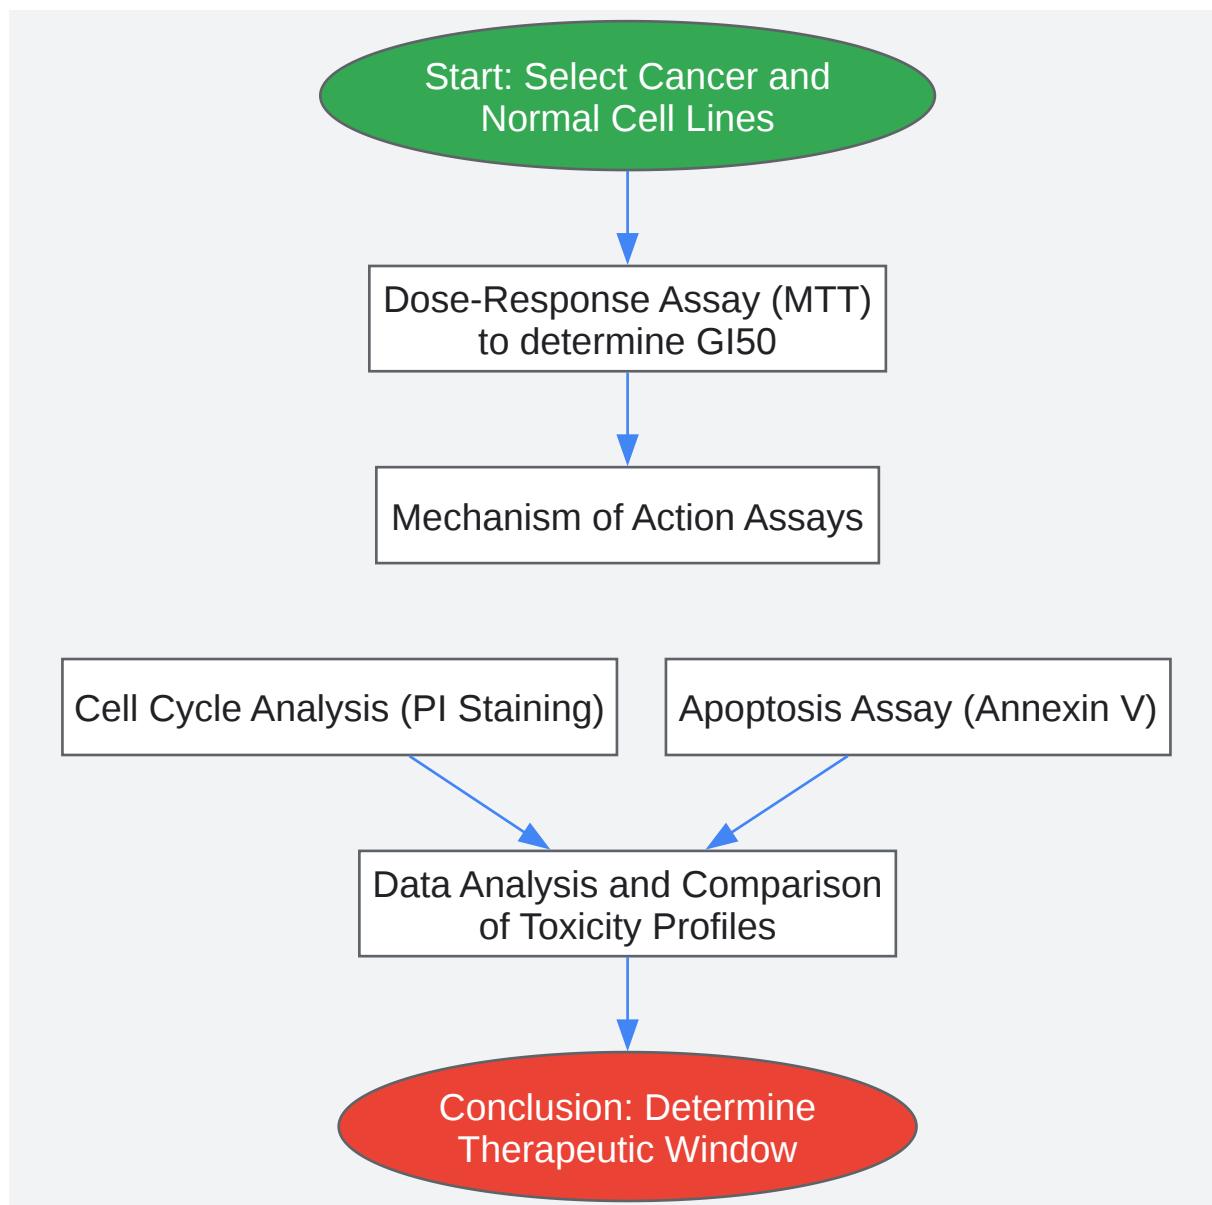 Start: Select Cancer and
Normal Cell Lines
Dose-Response Assay (MTT)
to determine GI50
Mechanism of Action Assays
Cell Cycle Analysis (PI Staining)
Apoptosis Assay (Annexin V)
Data Analysis and Comparison
of Toxicity Profiles
Conclusion: Determine
Therapeutic Window